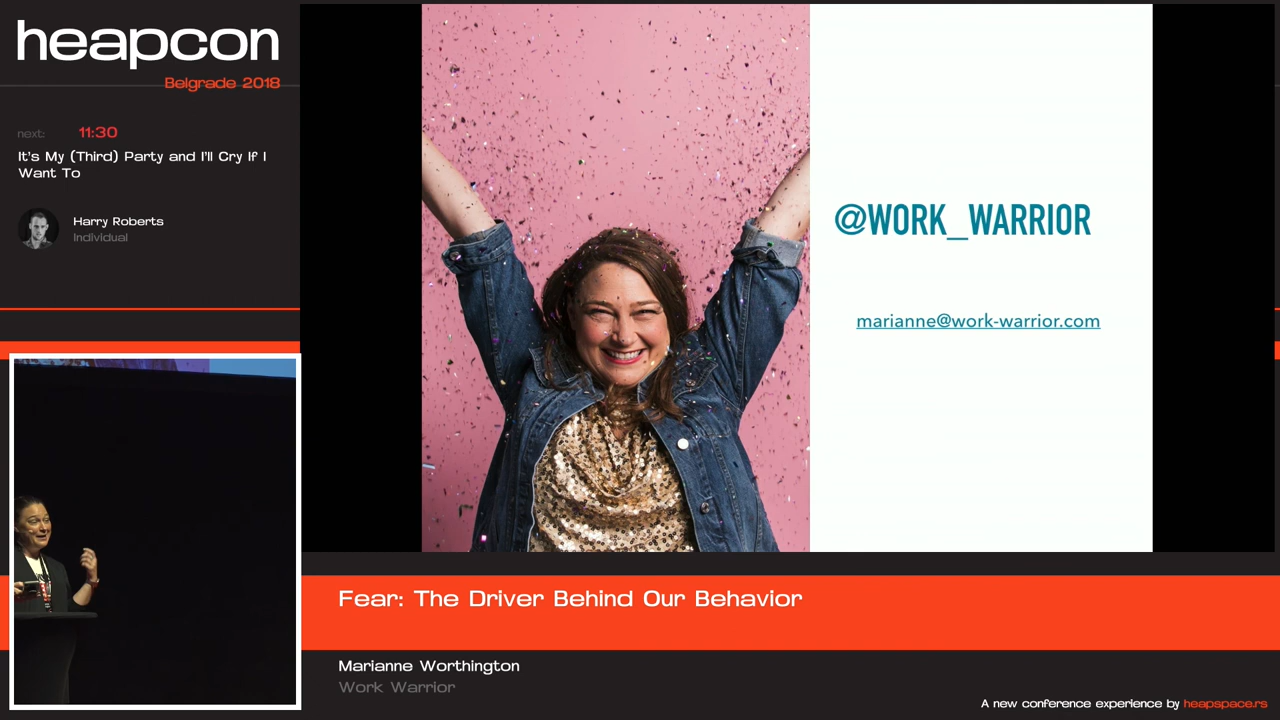 heapcon
Belgrade 2018
next: 11:30
It's My (Third) Party and I'll Cry If I
Want To
Harry Roberts
Individual
@WORK_WARRIOR
marianne@work-warrior.com
Fear: The Driver Behind Our Behavior
Marianne Worthington
Work Warrior
A new conference experience by heapspace.rs